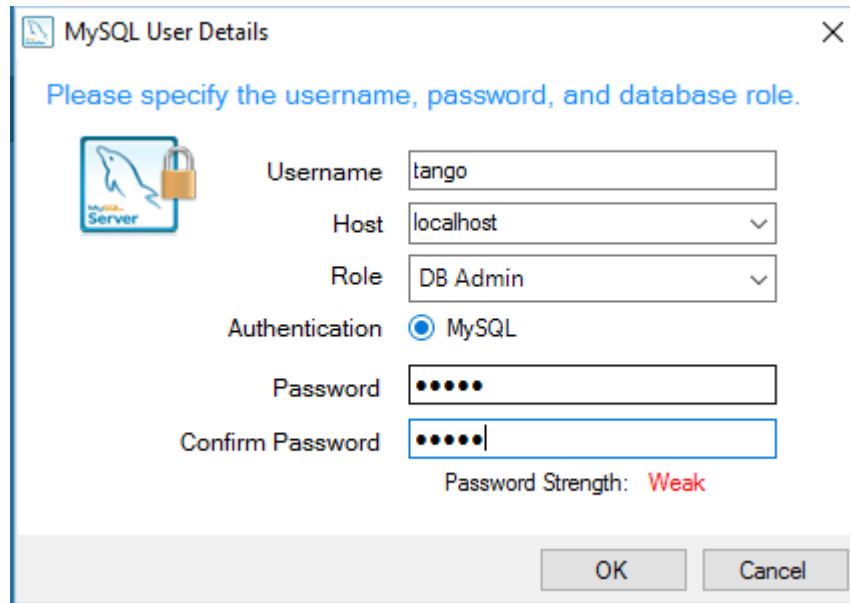 MySQL User Details
Please specify the username, password, and database role.
MySQL
Server
Username tango
Host localhost
Role DB Admin
Authentication MySQL
Password •••••
Confirm Password •••••
Password Strength: Weak
OK Cancel